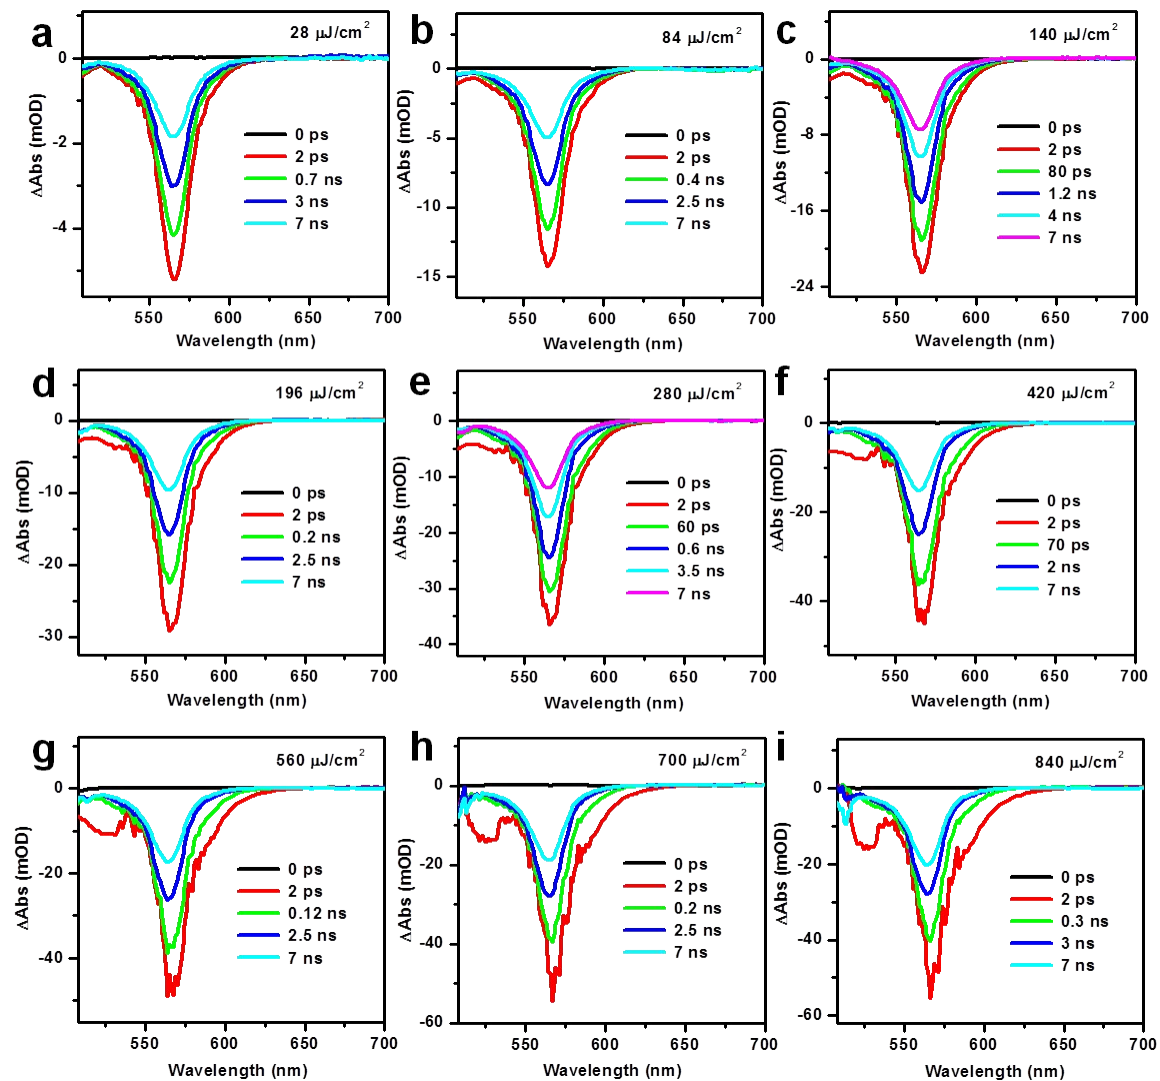 a
28 μJ/cm²
0
-2
-4
ΔAbs (mOD)
0 ps
2 ps
0.7 ns
3 ns
7 ns
550 600 650 700
Wavelength (nm)
b
84 μJ/cm²
0
-5
-10
-15
ΔAbs (mOD)
0 ps
2 ps
0.4 ns
2.5 ns
7 ns
550 600 650 700
Wavelength (nm)
c
140 μJ/cm²
0
-8
-16
-24
ΔAbs (mOD)
0 ps
2 ps
80 ps
1.2 ns
4 ns
7 ns
550 600 650 700
Wavelength (nm)
d
196 μJ/cm²
0
-10
-20
-30
ΔAbs (mOD)
0 ps
2 ps
0.2 ns
2.5 ns
7 ns
550 600 650 700
Wavelength (nm)
e
280 μJ/cm²
0
-10
-20
-30
-40
ΔAbs (mOD)
0 ps
2 ps
60 ps
0.6 ns
3.5 ns
7 ns
550 600 650 700
Wavelength (nm)
f
420 μJ/cm²
0
-20
-40
ΔAbs (mOD)
0 ps
2 ps
70 ps
2 ns
7 ns
550 600 650 700
Wavelength (nm)
g
560 μJ/cm²
0
-20
-40
ΔAbs (mOD)
0 ps
2 ps
0.12 ns
2.5 ns
7 ns
550 600 650 700
Wavelength (nm)
h
700 μJ/cm²
0
-20
-40
-60
ΔAbs (mOD)
0 ps
2 ps
0.2 ns
2.5 ns
7 ns
550 600 650 700
Wavelength (nm)
i
840 μJ/cm²
0
-20
-40
-60
ΔAbs (mOD)
0 ps
2 ps
0.3 ns
3 ns
7 ns
550 600 650 700
Wavelength (nm)